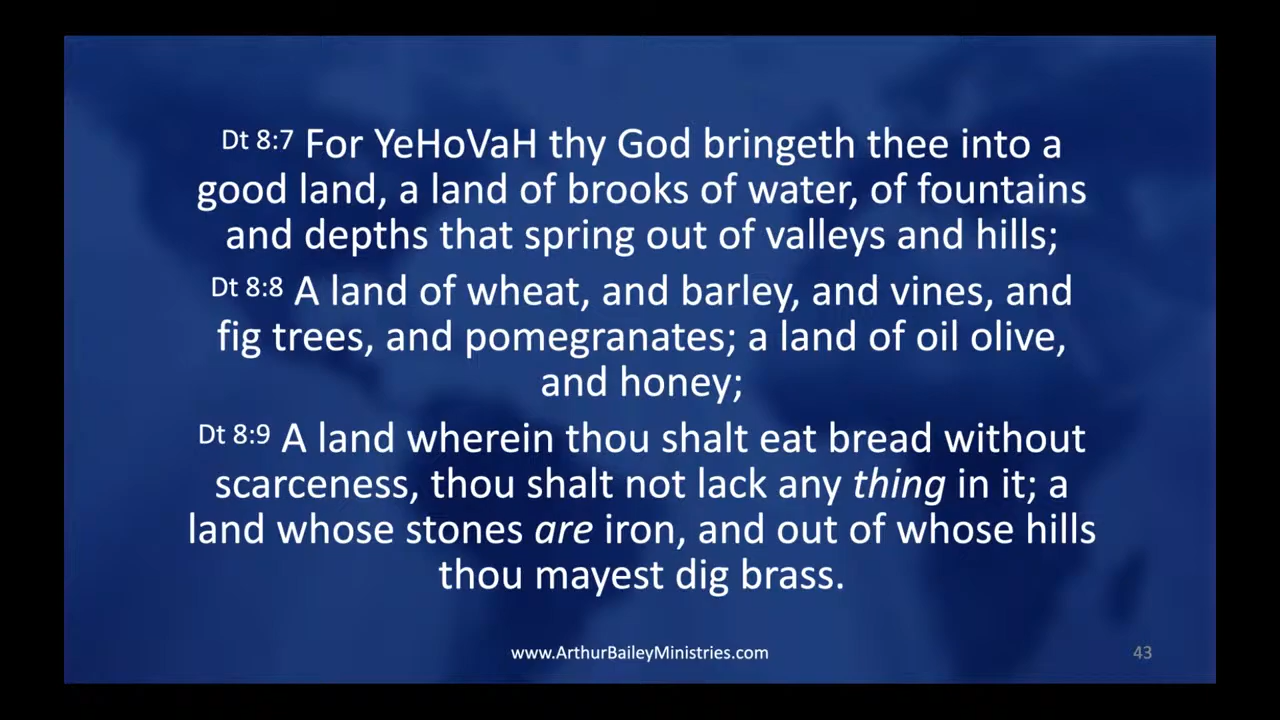 Dt 8:7 For YeHoVaH thy God bringeth thee into a
good land, a land of brooks of water, of fountains
and depths that spring out of valleys and hills;
Dt 8:8 A land of wheat, and barley, and vines, and
fig trees, and pomegranates; a land of oil olive,
and honey;
Dt 8:9 A land wherein thou shalt eat bread without
scarceness, thou shalt not lack any thing in it; a
land whose stones are iron, and out of whose hills
thou mayest dig brass.
www.ArthurBaileyMinistries.com
43